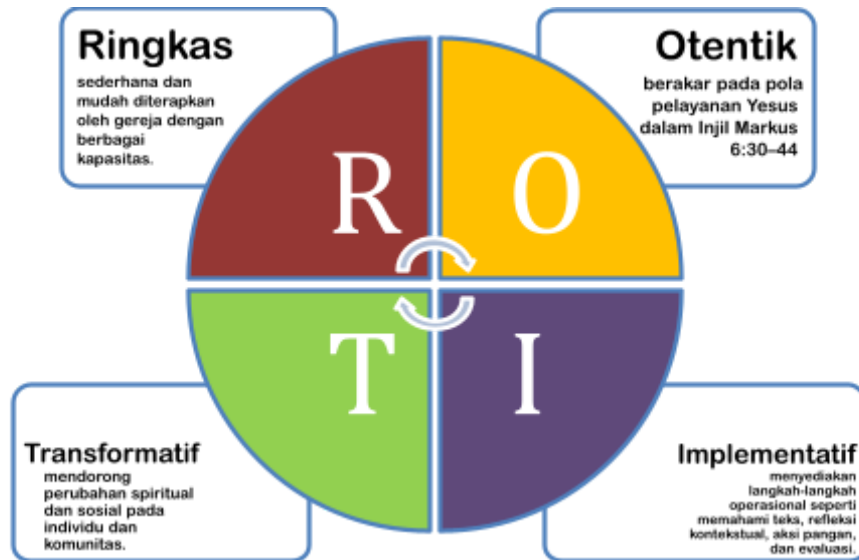 Ringkas
sederhana dan
mudah diterapkan
oleh gereja dengan
berbagai
kapasitas.
Otentik
berakar pada pola
pelayanan Yesus
dalam Injil Markus
6:30–44
R
O
T
I
Transformatif
mendorong
perubahan spiritual
dan sosial pada
individu dan
komunitas.
Implementatif
menyediakan
langkah-langkah
operasional seperti
memahami teks, refleksi
kontekstual, aksi pangan,
dan evaluasi.